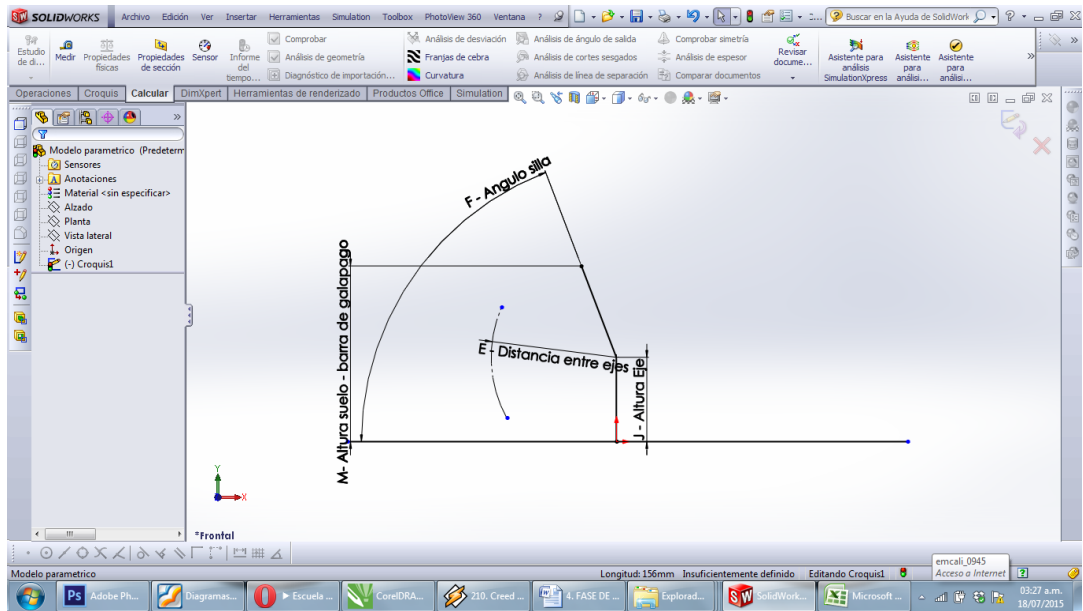 SOLIDWORKS Archivo Edición Ver Insertar Herramientas Simulation Toolbox PhotoView 360 Ventana ? Buscar en la Ayuda de SolidWork
Estudio de di...
Medir
Propiedades físicas
Propiedades de sección
Sensor
Informe del tiempo...
Comprobar
Análisis de geometría
Diagnóstico de importación...
Análisis de desviación
Franjas de cebra
Curvatura
Análisis de ángulo de salida
Análisis de cortes sesgados
Análisis de línea de separación
Comprobar simetría
Análisis de espesor
Comparar documentos
Revisar docume...
Asistente para análisis SimulationXpress
Asistente para análisi...
Asistente para análisi...
Operaciones Croquis Calcular DimXpert Herramientas de renderizado Productos Office Simulation
Modelo parametrico (Predeterm
Sensores
Anotaciones
Material <sin especificar>
Alzado
Planta
Vista lateral
Origen
(-) Croquis1
F - Angulo silla
M- Altura suelo - barra de galapago
E - Distancia entre ejes
J - Altura Eje
Y
X
*Frontal
Modelo parametrico
Longitud: 156mm Insuficientemente definido Editando Croquis1
emcali_0945
Acceso a Internet
Ps Adobe Ph... Diagramas... Escuela ... CorelDRA... 210. Creed ... 4. FASE DE ... Explorad... SolidWork... Microsoft ...
03:27 a.m.
18/07/2015